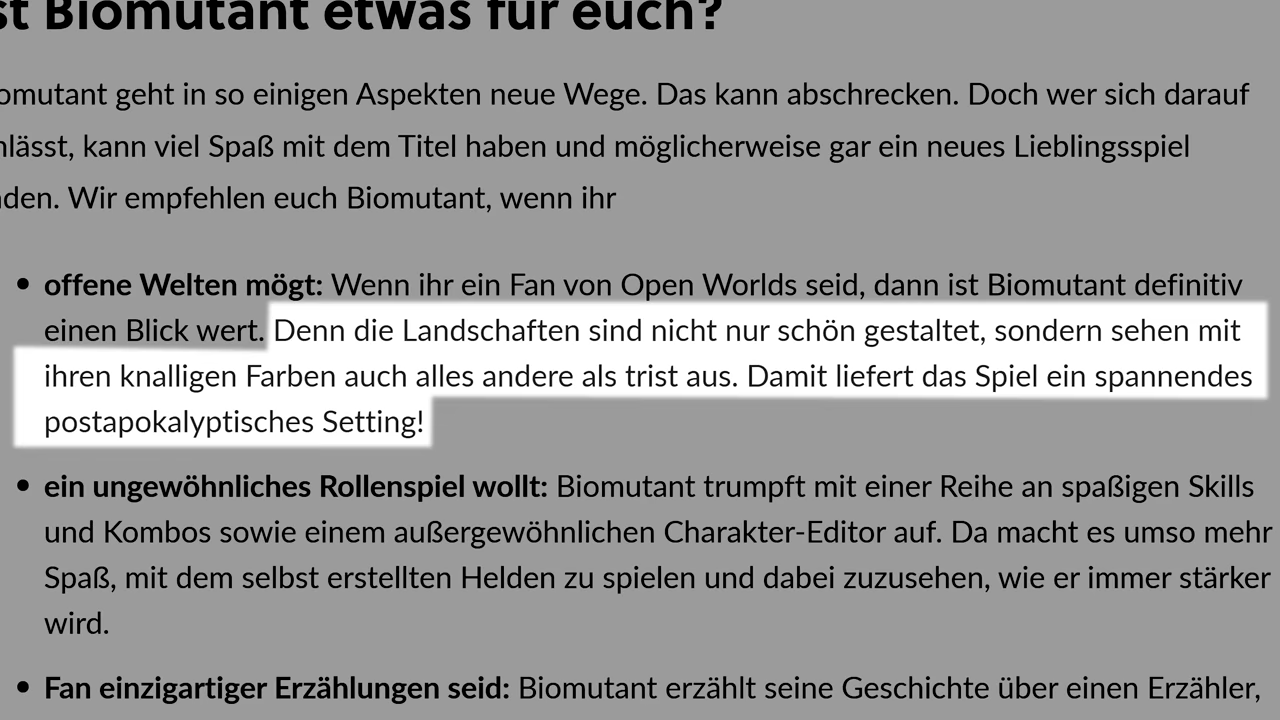 st Biomutant etwas für euch?
omutant geht in so einigen Aspekten neue Wege. Das kann abschrecken. Doch wer sich darauf
nlässt, kann viel Spaß mit dem Titel haben und möglicherweise gar ein neues Lieblingsspiel
den. Wir empfehlen euch Biomutant, wenn ihr
• offene Welten mögt: Wenn ihr ein Fan von Open Worlds seid, dann ist Biomutant definitiv
einen Blick wert. Denn die Landschaften sind nicht nur schön gestaltet, sondern sehen mit
ihren knalligen Farben auch alles andere als trist aus. Damit liefert das Spiel ein spannendes
postapokalyptisches Setting!
• ein ungewöhnliches Rollenspiel wollt: Biomutant trumpft mit einer Reihe an spaßigen Skills
und Kombos sowie einem außergewöhnlichen Charakter-Editor auf. Da macht es umso mehr
Spaß, mit dem selbst erstellten Helden zu spielen und dabei zuzusehen, wie er immer stärker
wird.
• Fan einzigartiger Erzählungen seid: Biomutant erzählt seine Geschichte über einen Erzähler,